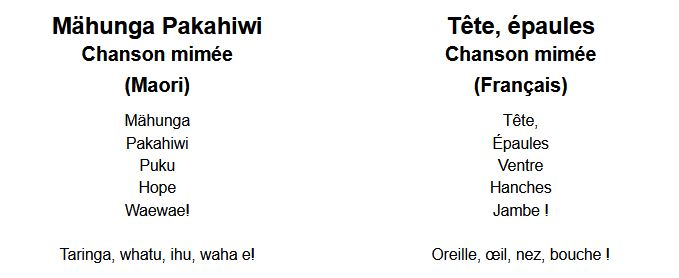 Mähunga Pakahiwi
Chanson mimée
(Maori)
Mähunga
Pakahiwi
Puku
Hope
Waewae!
Taringa, whatu, ihu, waha e!
Tête, épaules
Chanson mimée
(Français)
Tête,
Épaules
Ventre
Hanches
Jambe !
Oreille, œil, nez, bouche !